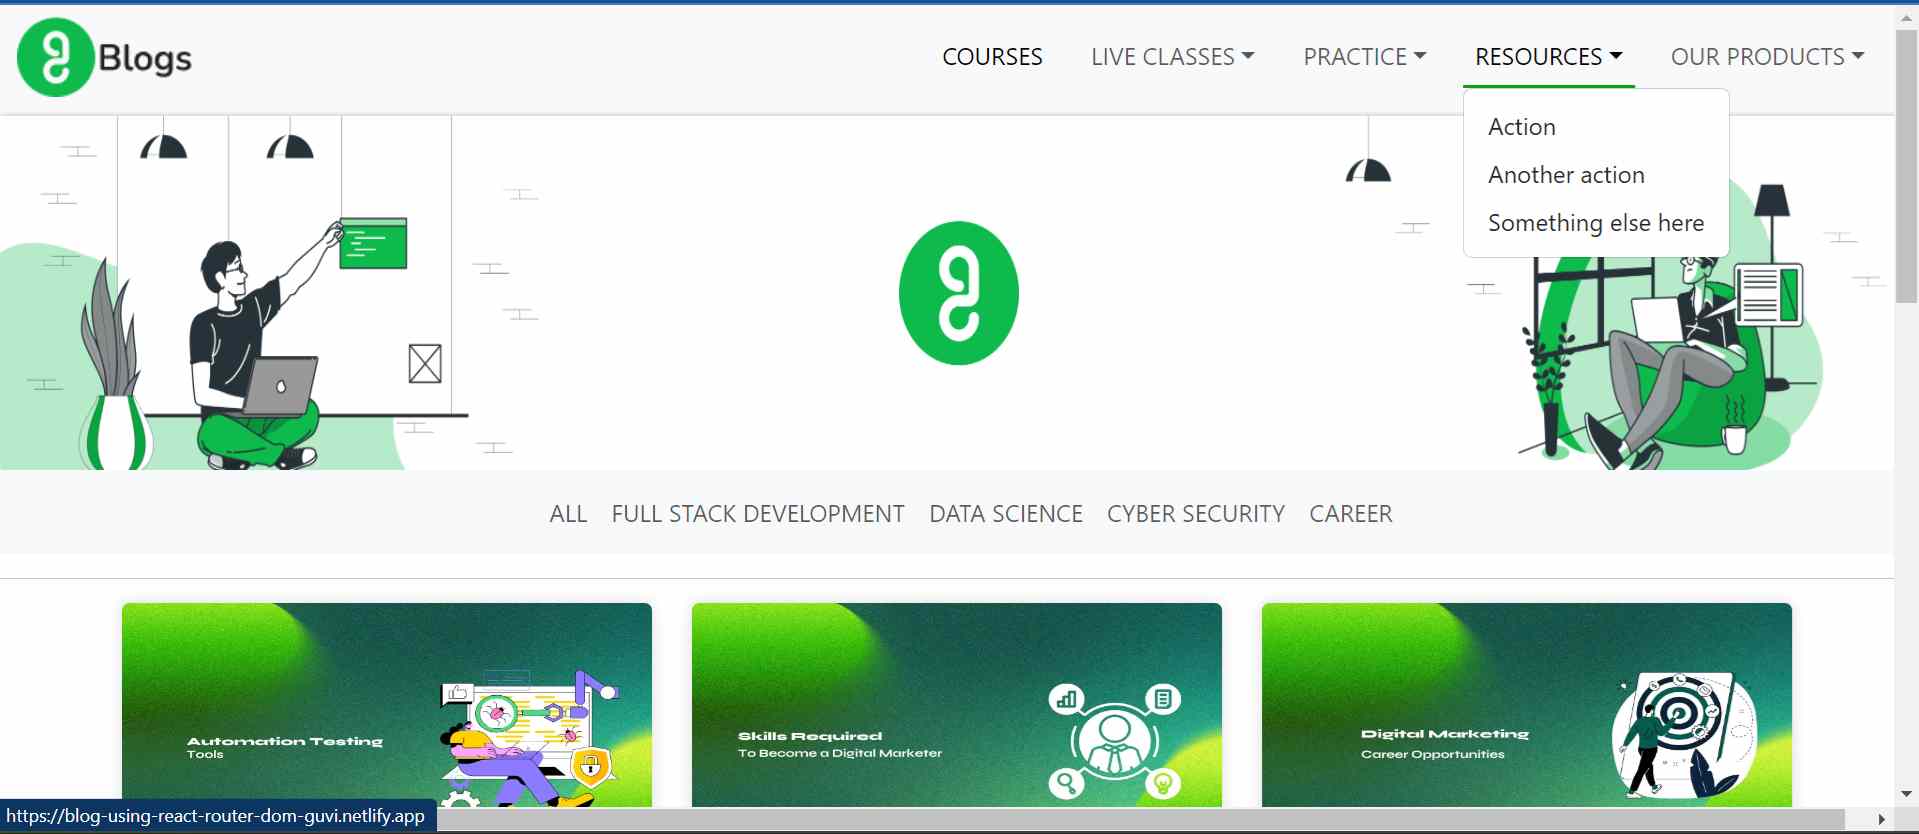 Blogs
COURSES LIVE CLASSES PRACTICE RESOURCES OUR PRODUCTS
Action
Another action
Something else here
ALL FULL STACK DEVELOPMENT DATA SCIENCE CYBER SECURITY CAREER
Automation Testing
Tools
Skills Required
To Become a Digital Marketer
Digital Marketing
Career Opportunities
https://blog-using-react-router-dom-guvi.netlify.app